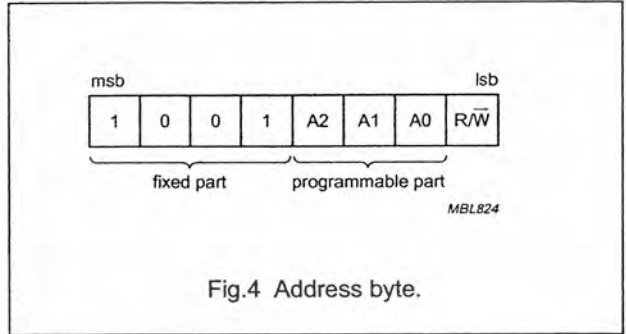 msb lsb
1 0 0 1 A2 A1 A0 R/W̅
fixed part programmable part
MBL824
Fig.4 Address byte.